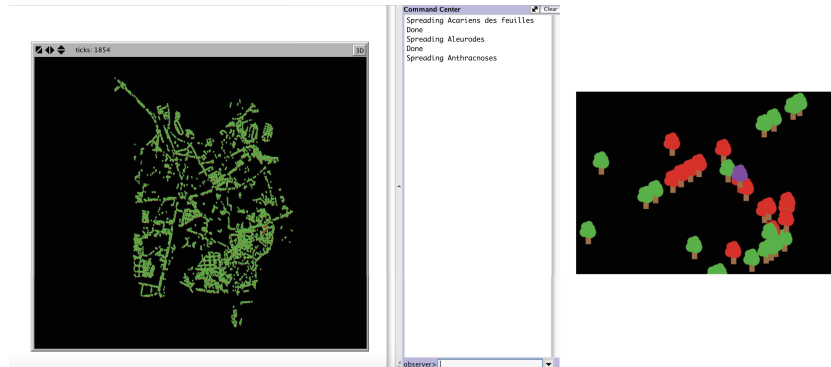 ticks: 1854
3D
Command Center
Clear
Spreading Acariens des feuilles
Done
Spreading Aleurodes
Done
Spreading Anthracnoses
observer>